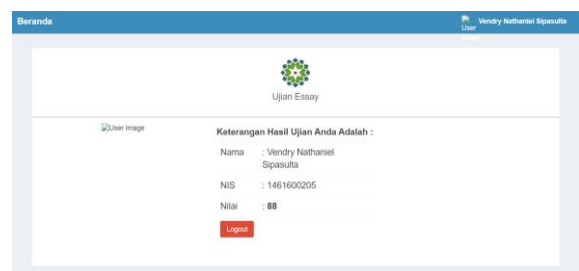 Beranda
User Vendry Nathaniel Sipasulta
Ujian Essay
User Image
Keterangan Hasil Ujian Anda Adalah :
Nama : Vendry Nathaniel
Sipasulta
NIS : 1461600205
Nilai : 88
Logout